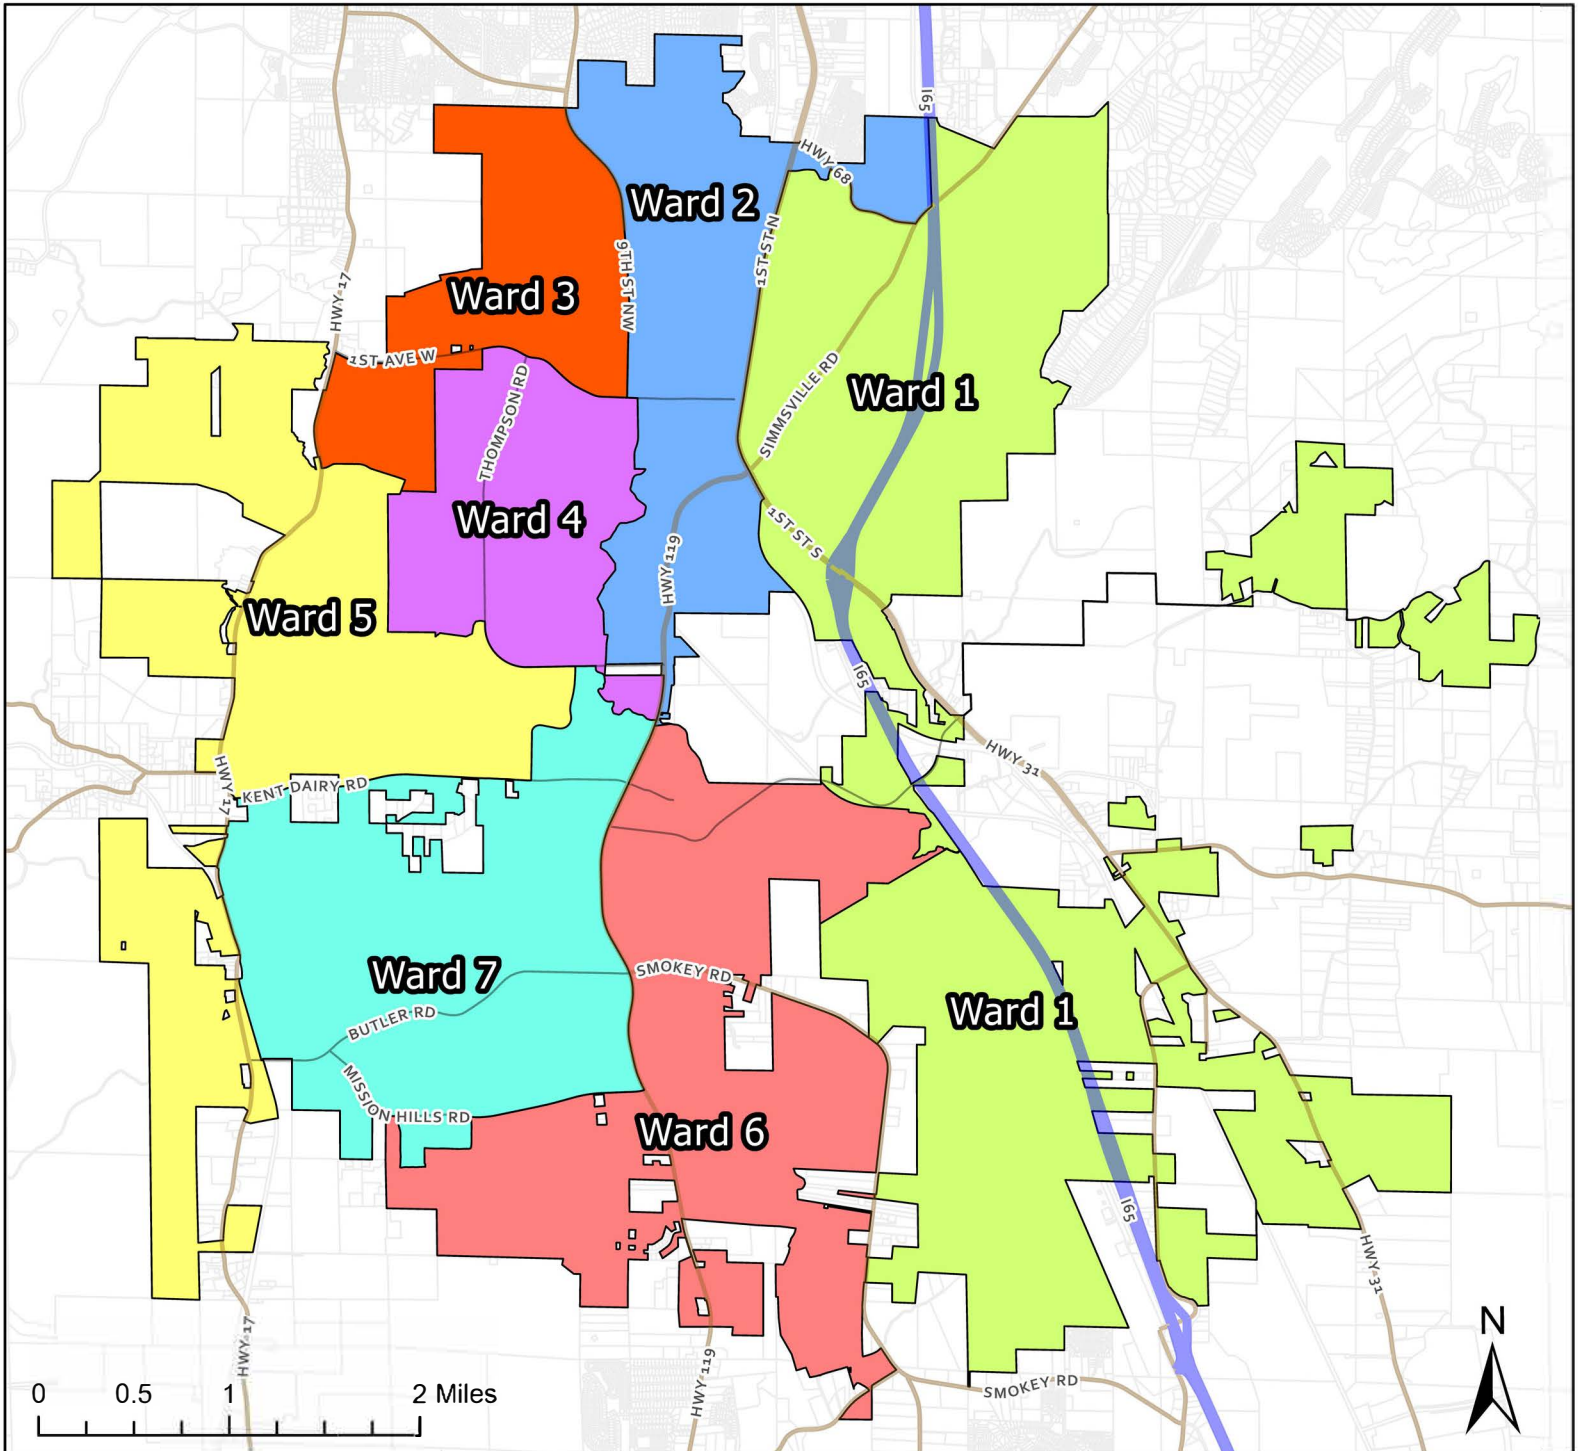 I65
HWY 68
Ward 2
1ST ST N
9TH ST NW
HWY 17
Ward 3
1ST AVE W
THOMPSON RD
SIMMSVILLE RD
Ward 1
Ward 4
1ST ST S
HWY 119
Ward 5
I65
HWY 31
HWY 17
KENT DAIRY RD
Ward 7
SMOKEY RD
BUTLER RD
Ward 1
MISSION HILLS RD
Ward 6
I65
HWY 31
HWY 17
HWY 119
SMOKEY RD
N
0 0.5 1 2 Miles